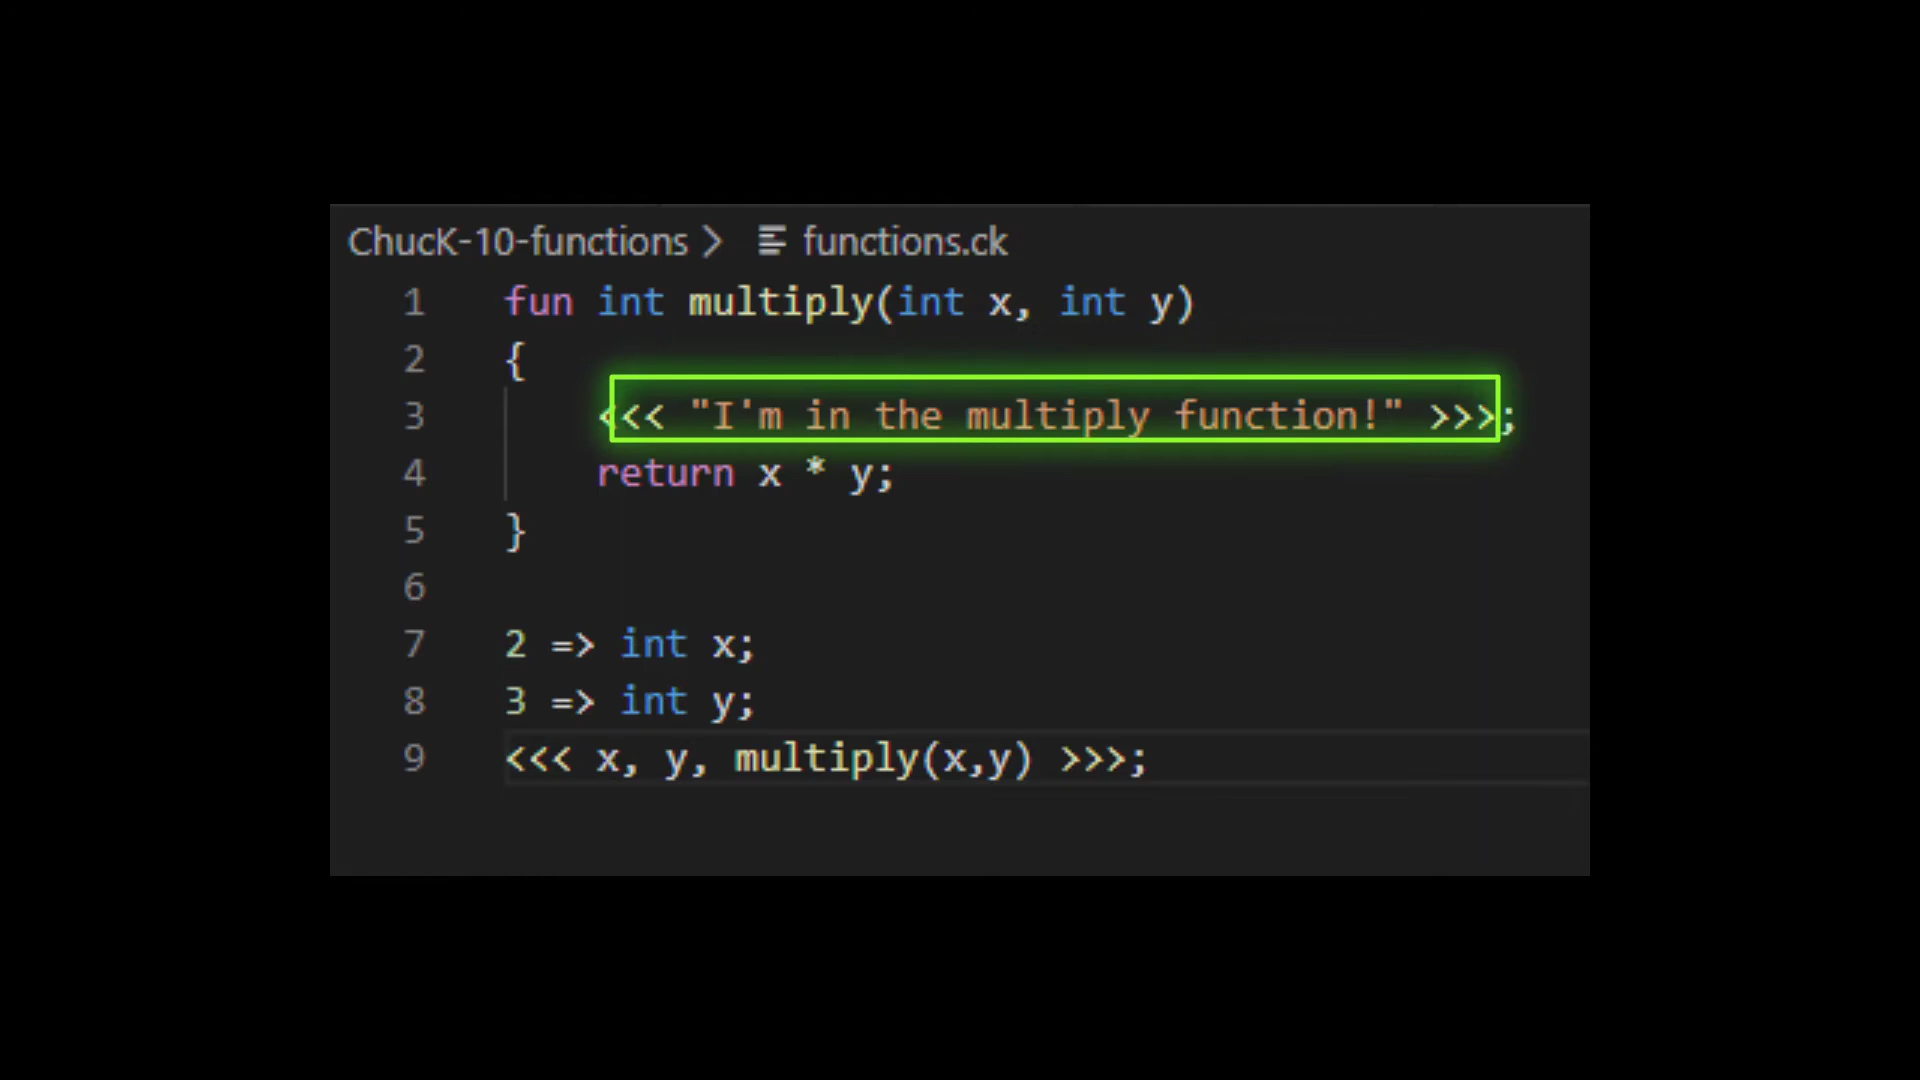 ChucK-10-functions > functions.ck
1 fun int multiply(int x, int y)
2 {
3 <<< "I'm in the multiply function!" >>>;
4 return x * y;
5 }
6
7 2 => int x;
8 3 => int y;
9 <<< x, y, multiply(x,y) >>>;